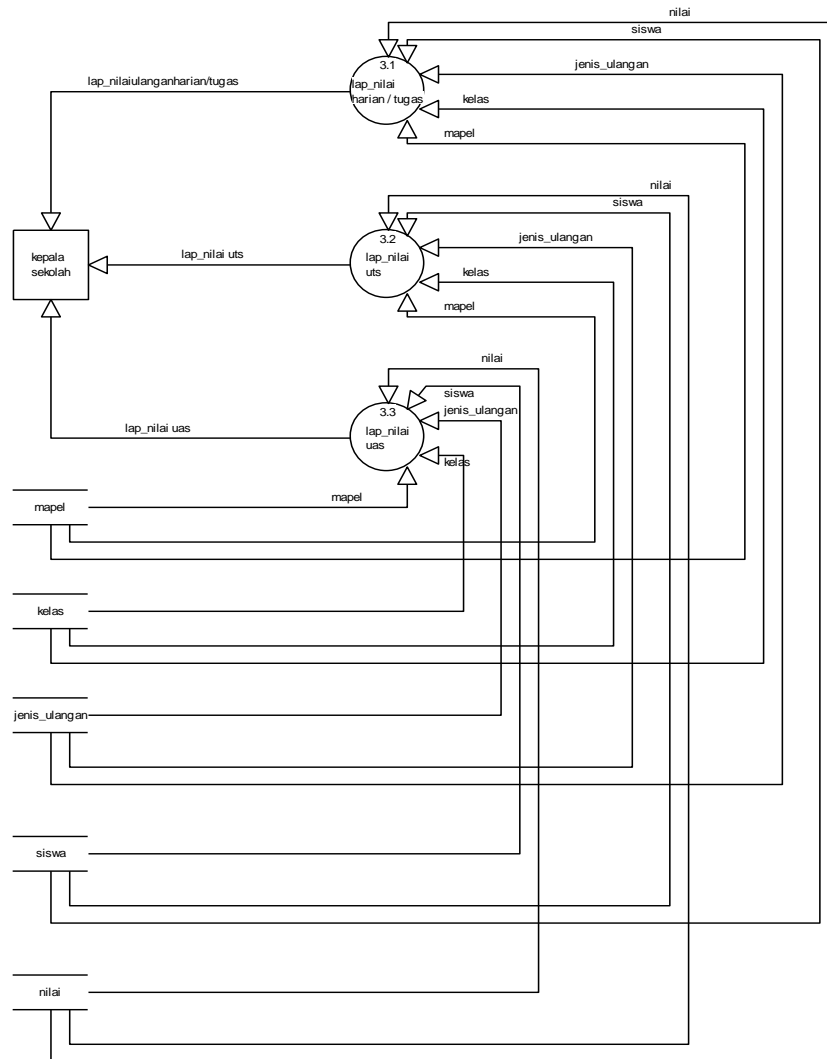 nilai
siswa
3.1
lap_nilai
harian / tugas
jenis_ulangan
lap_nilaiulanganharian/tugas
kelas
mapel
nilai
siswa
3.2
lap_nilai
uts
jenis_ulangan
kepala
sekolah
lap_nilai uts
kelas
mapel
nilai
siswa
3.3
lap_nilai
uas
jenis_ulangan
lap_nilai uas
kelas
mapel
mapel
kelas
jenis_ulangan
siswa
nilai